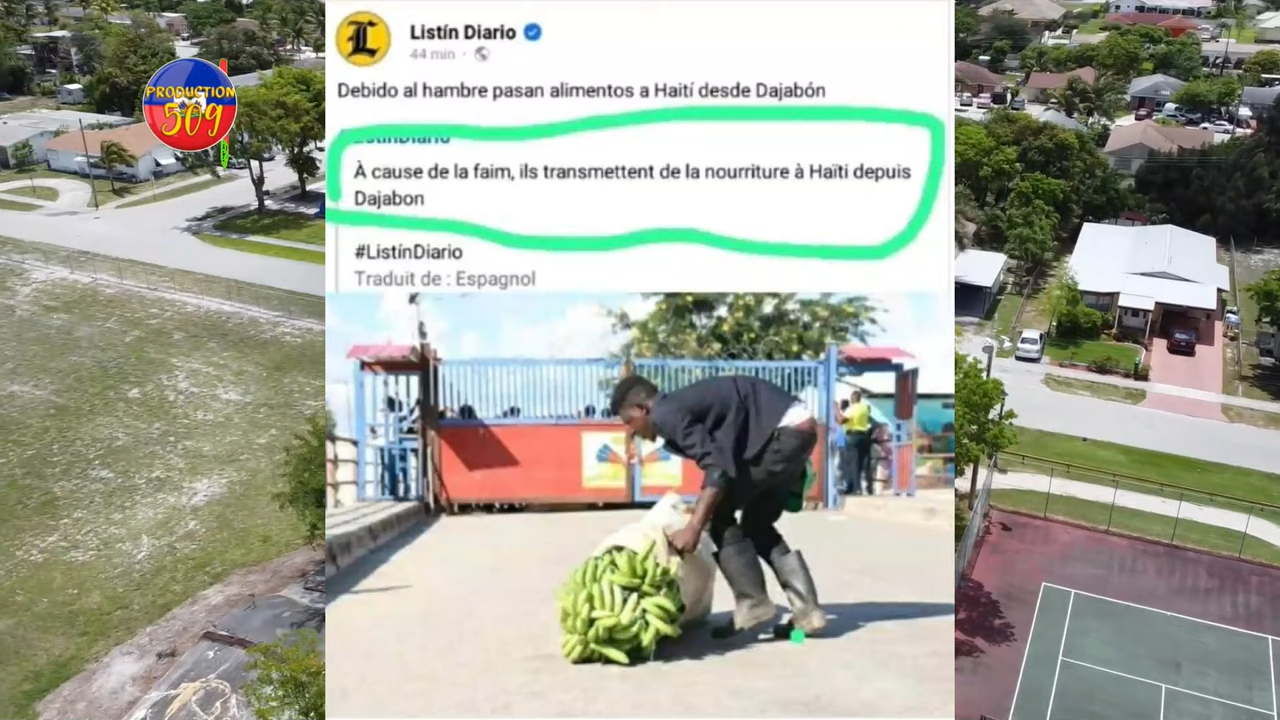 PRODUCTION
509
Listín Diario
44 min ·
Debido al hambre pasan alimentos a Haití desde Dajabón
ListínDiario
À cause de la faim, ils transmettent de la nourriture à Haïti depuis
Dajabon
#ListínDiario
Traduit de : Espagnol